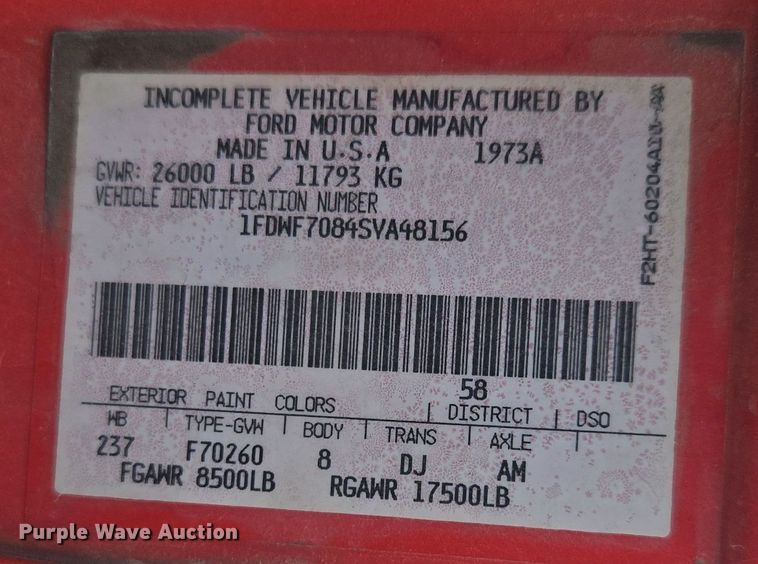 INCOMPLETE VEHICLE MANUFACTURED BY
FORD MOTOR COMPANY
MADE IN U.S.A 1973A
GVWR: 26000 LB / 11793 KG
VEHICLE IDENTIFICATION NUMBER
1FDWF7084SVA48156
58
EXTERIOR PAINT COLORS DISTRICT DSO
WB TYPE-GVW BODY TRANS AXLE
237 F70260 8 DJ AM
FGAWR 8500LB RGAWR 17500LB
Purple Wave Auction